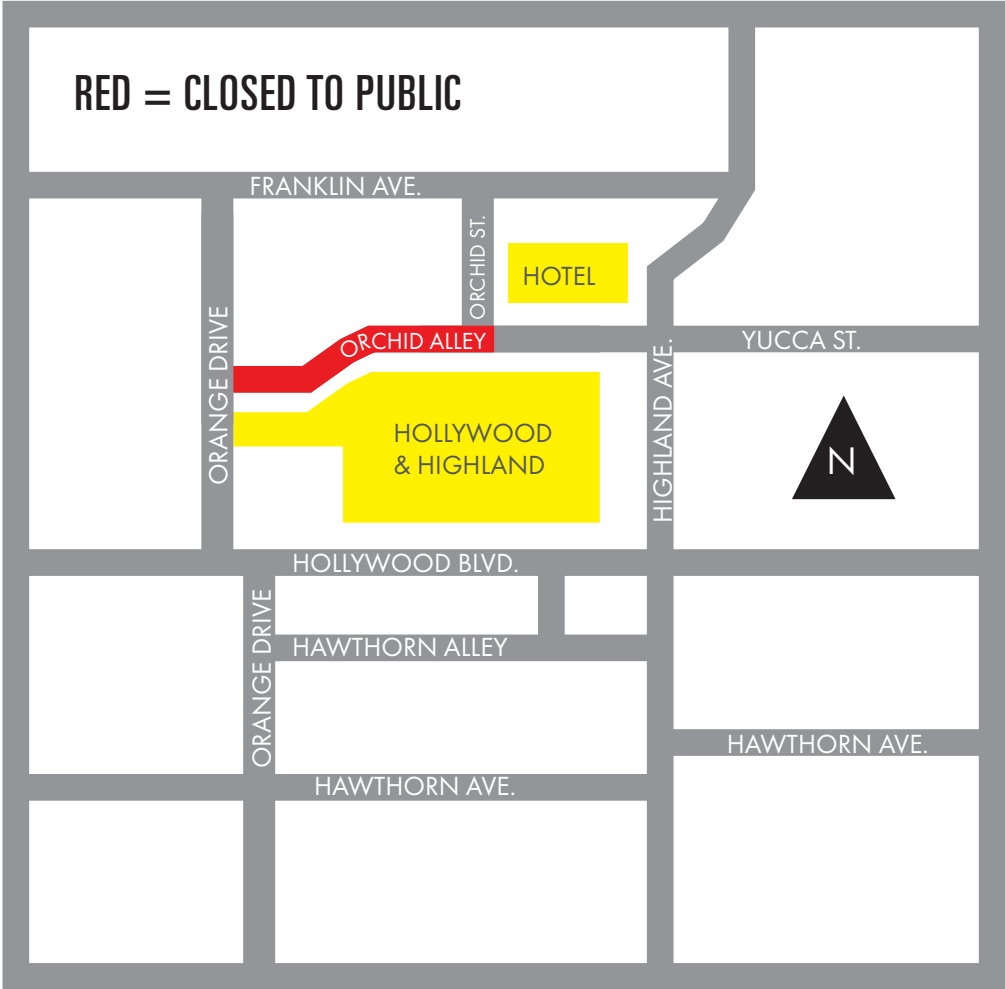 RED = CLOSED TO PUBLIC
FRANKLIN AVE.
ORCHID ST.
HOTEL
ORANGE DRIVE
ORCHID ALLEY
YUCCA ST.
HIGHLAND AVE.
HOLLYWOOD
& HIGHLAND
N
HOLLYWOOD BLVD.
ORANGE DRIVE
HAWTHORN ALLEY
HAWTHORN AVE.
HAWTHORN AVE.